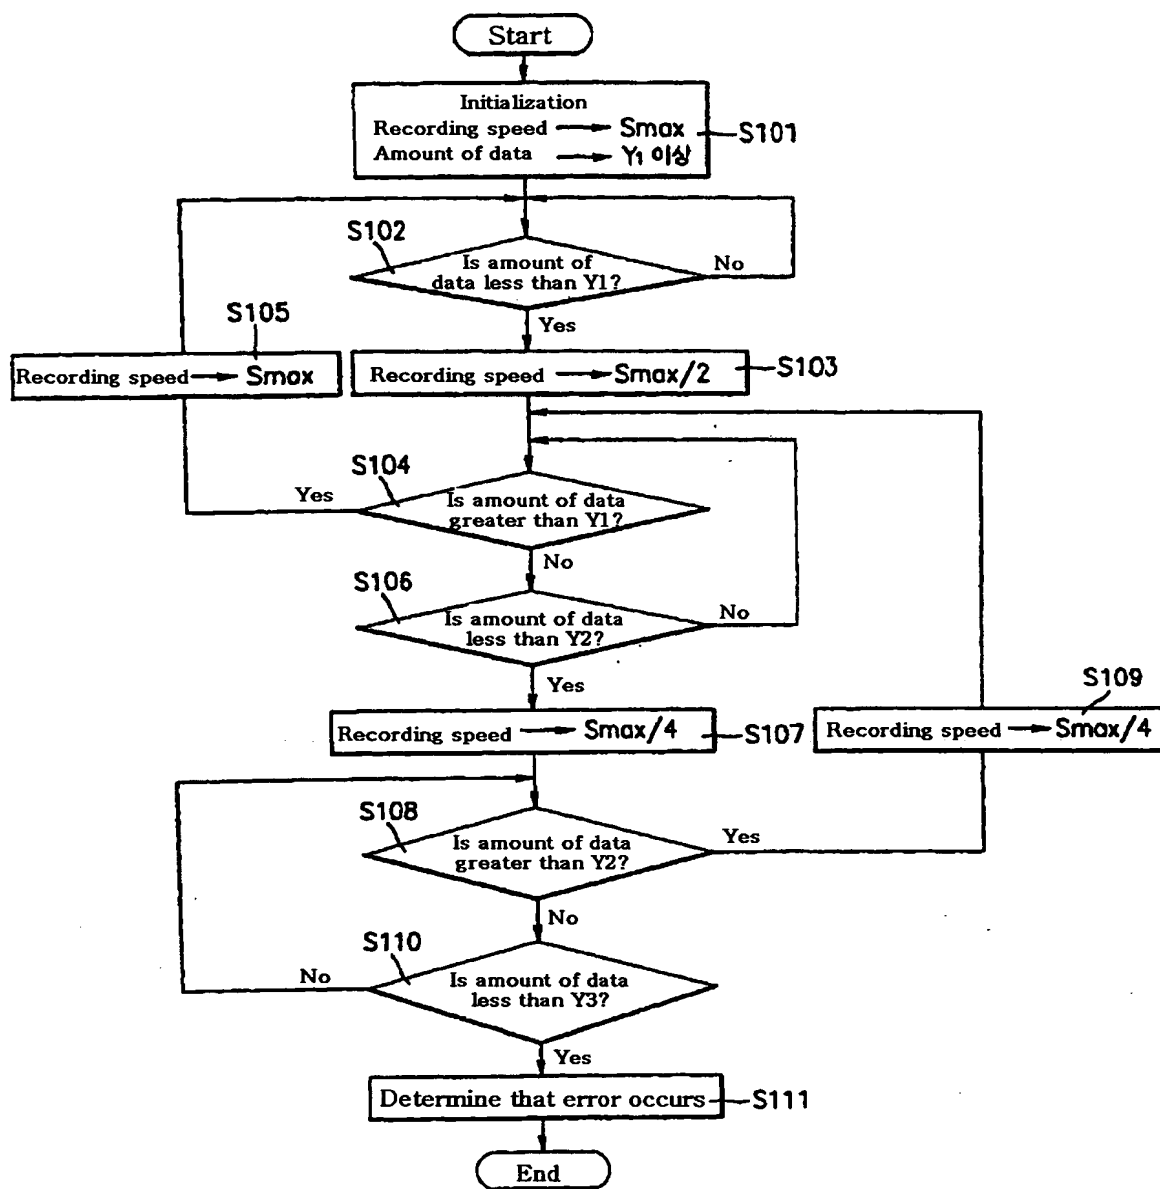 Start
Initialization
Recording speed Smax
Amount of data Y1 이상
S101
S102
Is amount of
data less than Y1?
No
Yes
S105
Recording speed Smax
Recording speed Smax/2
S103
S104
Yes
Is amount of data
greater than Y1?
No
S106
Is amount of data
less than Y2?
No
Yes
S109
Recording speed Smax/4
S107
Recording speed Smax/4
S108
Is amount of data
greater than Y2?
Yes
No
S110
No
Is amount of data
less than Y3?
Yes
Determine that error occurs
S111
End